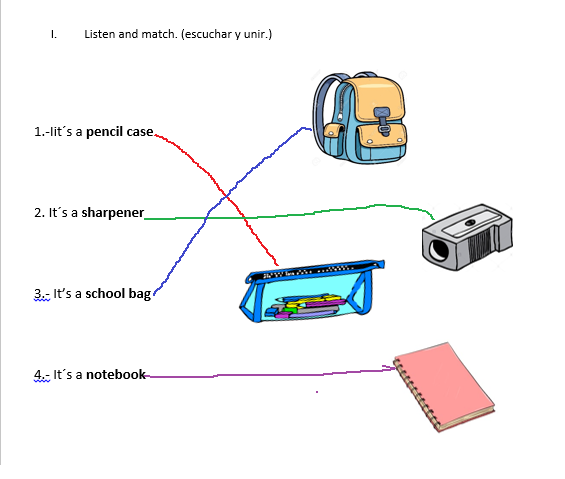 I. Listen and match. (escuchar y unir.)
1.-Iit´s a pencil case
2. It´s a sharpener
3.- It’s a school bag
4.- It´s a notebook